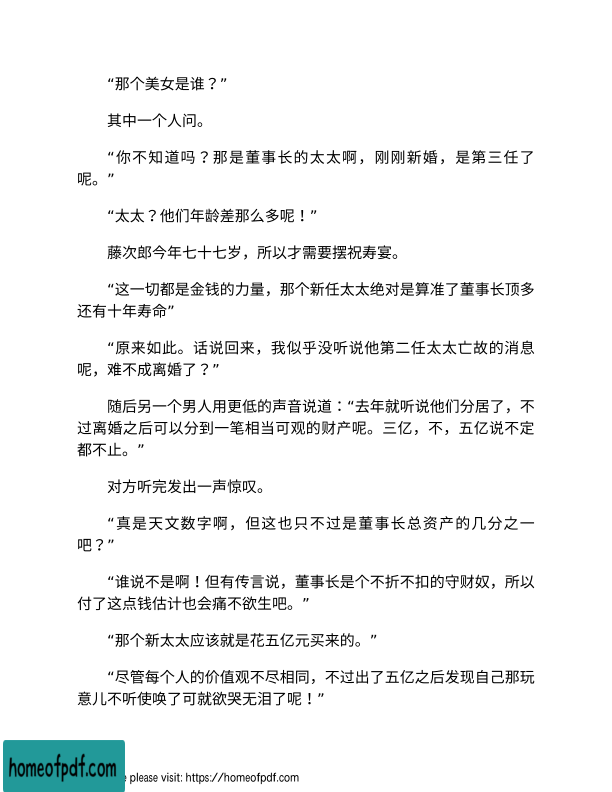 “那个美女是谁？”
其中一个人问。
“你不知道吗？那是董事长的太太啊，刚刚新婚，是第三任了
呢。”
“太太？他们年龄差那么多呢！”
藤次郎今年七十七岁，所以才需要摆祝寿宴。
“这一切都是金钱的力量，那个新任太太绝对是算准了董事长顶多
还有十年寿命”
“原来如此。话说回来，我似乎没听说他第二任太太亡故的消息
呢，难不成离婚了？”
随后另一个男人用更低的声音说道：“去年就听说他们分居了，不
过离婚之后可以分到一笔相当可观的财产呢。三亿，不，五亿说不定
都不止。”
对方听完发出一声惊叹。
“真是天文数字啊，但这也只不过是董事长总资产的几分之一
吧？”
“谁说不是啊！但有传言说，董事长是个不折不扣的守财奴，所以
付了这点钱估计也会痛不欲生吧。”
“那个新太太应该就是花五亿元买来的。”
“尽管每个人的价值观不尽相同，不过出了五亿之后发现自己那玩
意儿不听使唤了可就欲哭无泪了呢！”
homeofpdf.com
please visit: https://homeofpdf.com